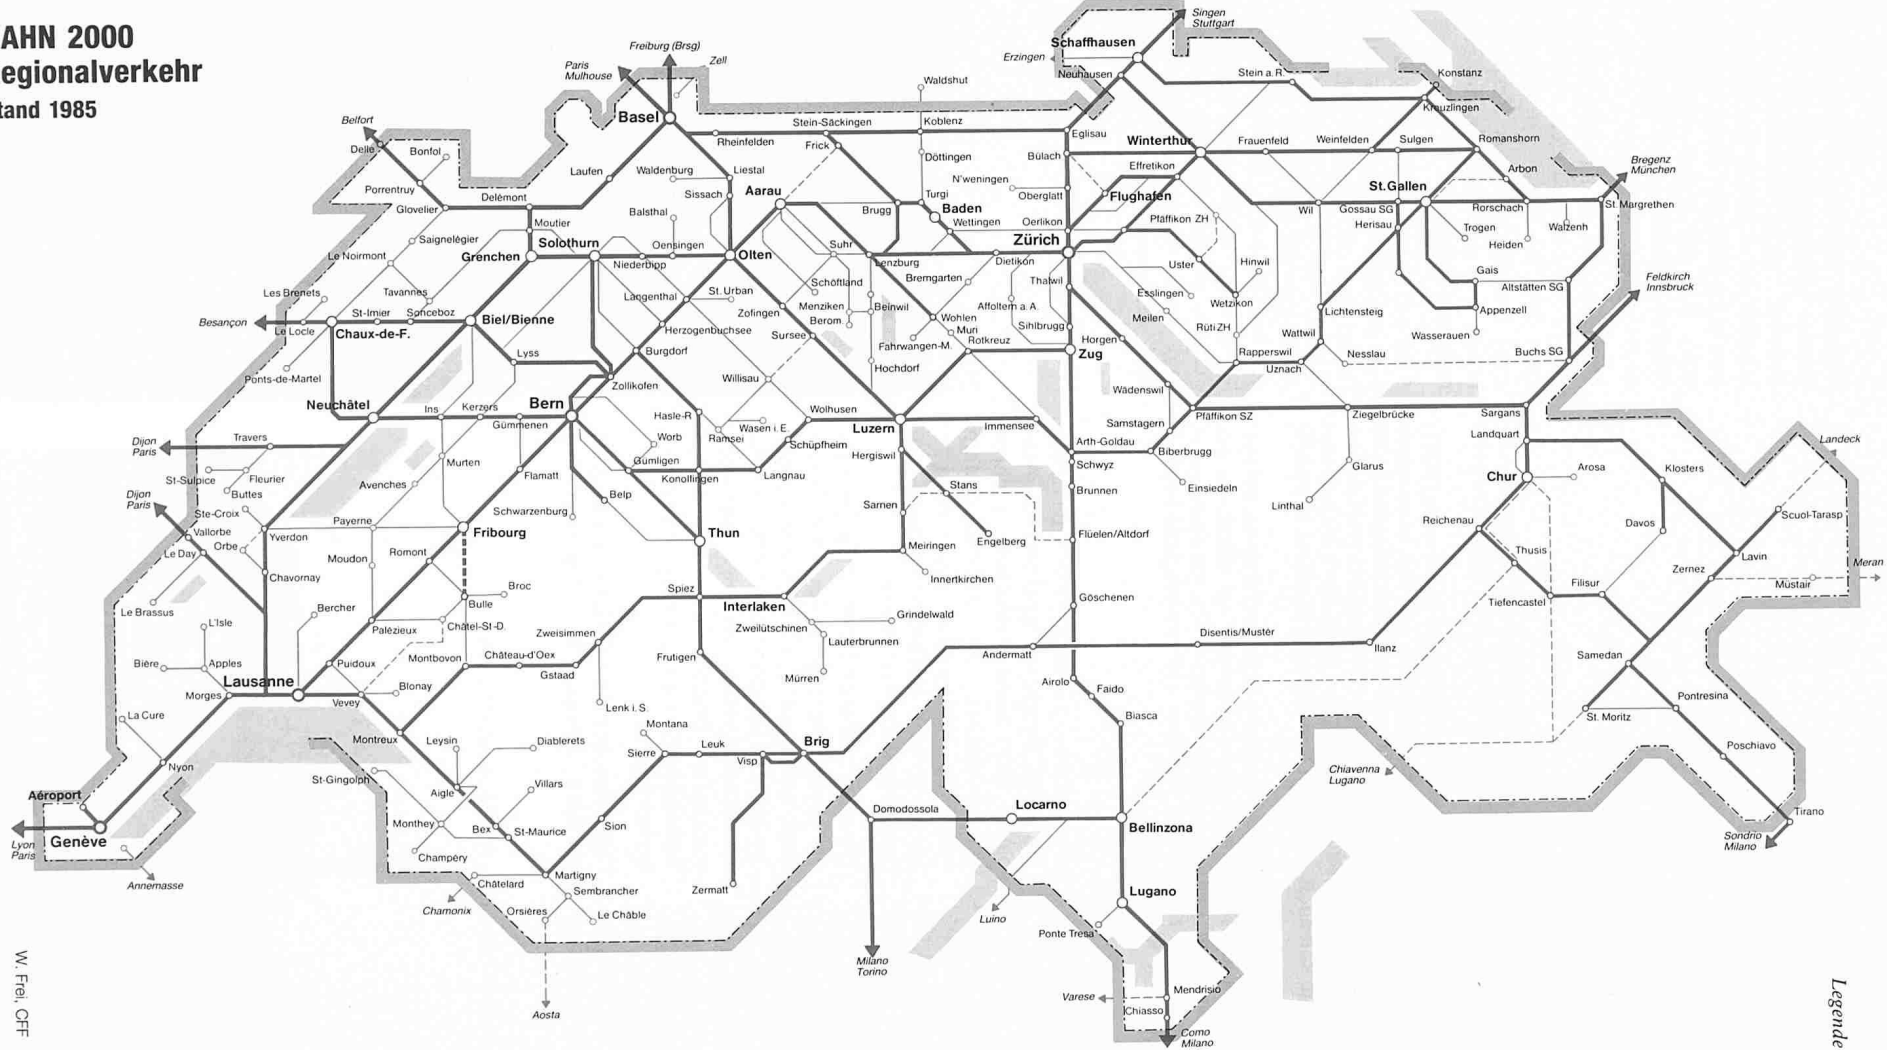 AHN 2000
egionalverkehr
tand 1985
Singen
Stuttgart
Schaffhausen
Erzingen
Neuhausen
Stein a. R.
Konstanz
Kreuzlingen
Freiburg (Brsg)
Paris
Mulhouse
Zell
Basel
Waldshut
Koblenz
Stein-Säckingen
Rheinfelden
Frick
Eglisau
Winterthur
Frauenfeld
Weinfelden
Sulgen
Romanshorn
Belfort
Delle
Bonfol
Porrentruy
Glovelier
Delémont
Laufen
Waldenburg
Liestal
Sissach
Aarau
Döttingen
Bülach
Effretikon
Arbon
Bregenz
München
N'weningen
Turgi
Oberglatt
Flughafen
St.Gallen
Wil
Gossau SG
Rorschach
St. Margrethen
Moutier
Balsthal
Brugg
Baden
Wettingen
Oerlikon
Pfäffikon ZH
Herisau
Trogen
Heiden
Walzenh
Saignelégier
Solothurn
Oensingen
Zürich
Le Noirmont
Grenchen
Niederbipp
Olten
Suhr
Lenzburg
Dietikon
Uster
Hinwil
Gais
Altstätten SG
Feldkirch
Innsbruck
Les Brenets
Tavannes
Langenthal
St. Urban
Schöftland
Bremgarten
Thalwil
Esslingen
Wetzikon
Besançon
Le Locle
St-Imier
Sonceboz
Zofingen
Menziken
Beinwil
Berom.
Affoltern a. A.
Meilen
Lichtensteig
Appenzell
Chaux-de-F.
Biel/Bienne
Herzogenbuchsee
Sursee
Wohlen
Muri
Fahrwangen-M.
Sihlbrugg
Rüti ZH
Wattwil
Wasserauen
Ponts-de-Martel
Lyss
Burgdorf
Rotkreuz
Horgen
Zug
Rapperswil
Uznach
Nesslau
Buchs SG
Zollikofen
Willisau
Hochdorf
Wädenswil
Neuchâtel
Ins
Kerzers
Gümmenen
Bern
Hasle-R
Ramsei
Wasen i. E.
Wolhusen
Luzern
Immensee
Samstagern
Pfäffikon SZ
Ziegelbrücke
Sargans
Dijon
Paris
Travers
Worb
Schüpfheim
Hergiswil
Arth-Goldau
Biberbrugg
Landquart
Landeck
St-Sulpice
Fleurier
Buttes
Murten
Flamatt
Gümligen
Konolfingen
Langnau
Schwyz
Glarus
Arosa
Klosters
Dijon
Paris
Avenches
Belp
Stans
Brunnen
Einsiedeln
Chur
Ste-Croix
Schwarzenburg
Sarnen
Linthal
Vallorbe
Le Day
Orbe
Yverdon
Payerne
Fribourg
Thun
Engelberg
Flüelen/Altdorf
Reichenau
Davos
Scuol-Tarasp
Moudon
Romont
Meiringen
Thusis
Lavin
Meran
Chavornay
Broc
Bulle
Spiez
Interlaken
Innertkirchen
Göschenen
Tiefencastel
Filisur
Zernez
Müstair
Le Brassus
L'Isle
Bercher
Palézieux
Châtel-St-D.
Zweilütschinen
Grindelwald
Lauterbrunnen
Zweisimmen
Bière
Apples
Puidoux
Montbovon
Château-d'Oex
Gstaad
Frutigen
Mürren
Andermatt
Disentis/Mustér
Ilanz
Samedan
Lausanne
Morges
Vevey
Blonay
Airolo
Faido
Pontresina
St. Moritz
La Cure
Lenk i. S.
Biasca
Montreux
Leysin
Diablerets
Montana
Nyon
St-Gingolph
Sierre
Leuk
Visp
Brig
Chiavenna
Lugano
Poschiavo
Aéroport
Aigle
Villars
Tirano
Genève
Lyon
Paris
Monthey
Bex
St-Maurice
Sion
Domodossola
Locarno
Bellinzona
Sondrio
Milano
Annemasse
Champéry
Châtelard
Martigny
Zermatt
Lugano
Chamonix
Sembrancher
Orsières
Le Châble
Luino
Ponte Tresa
Milano
Torino
Varese
Mendrisio
Chiasso
Aosta
Como
Milano
W. Frei, CFF
Legende